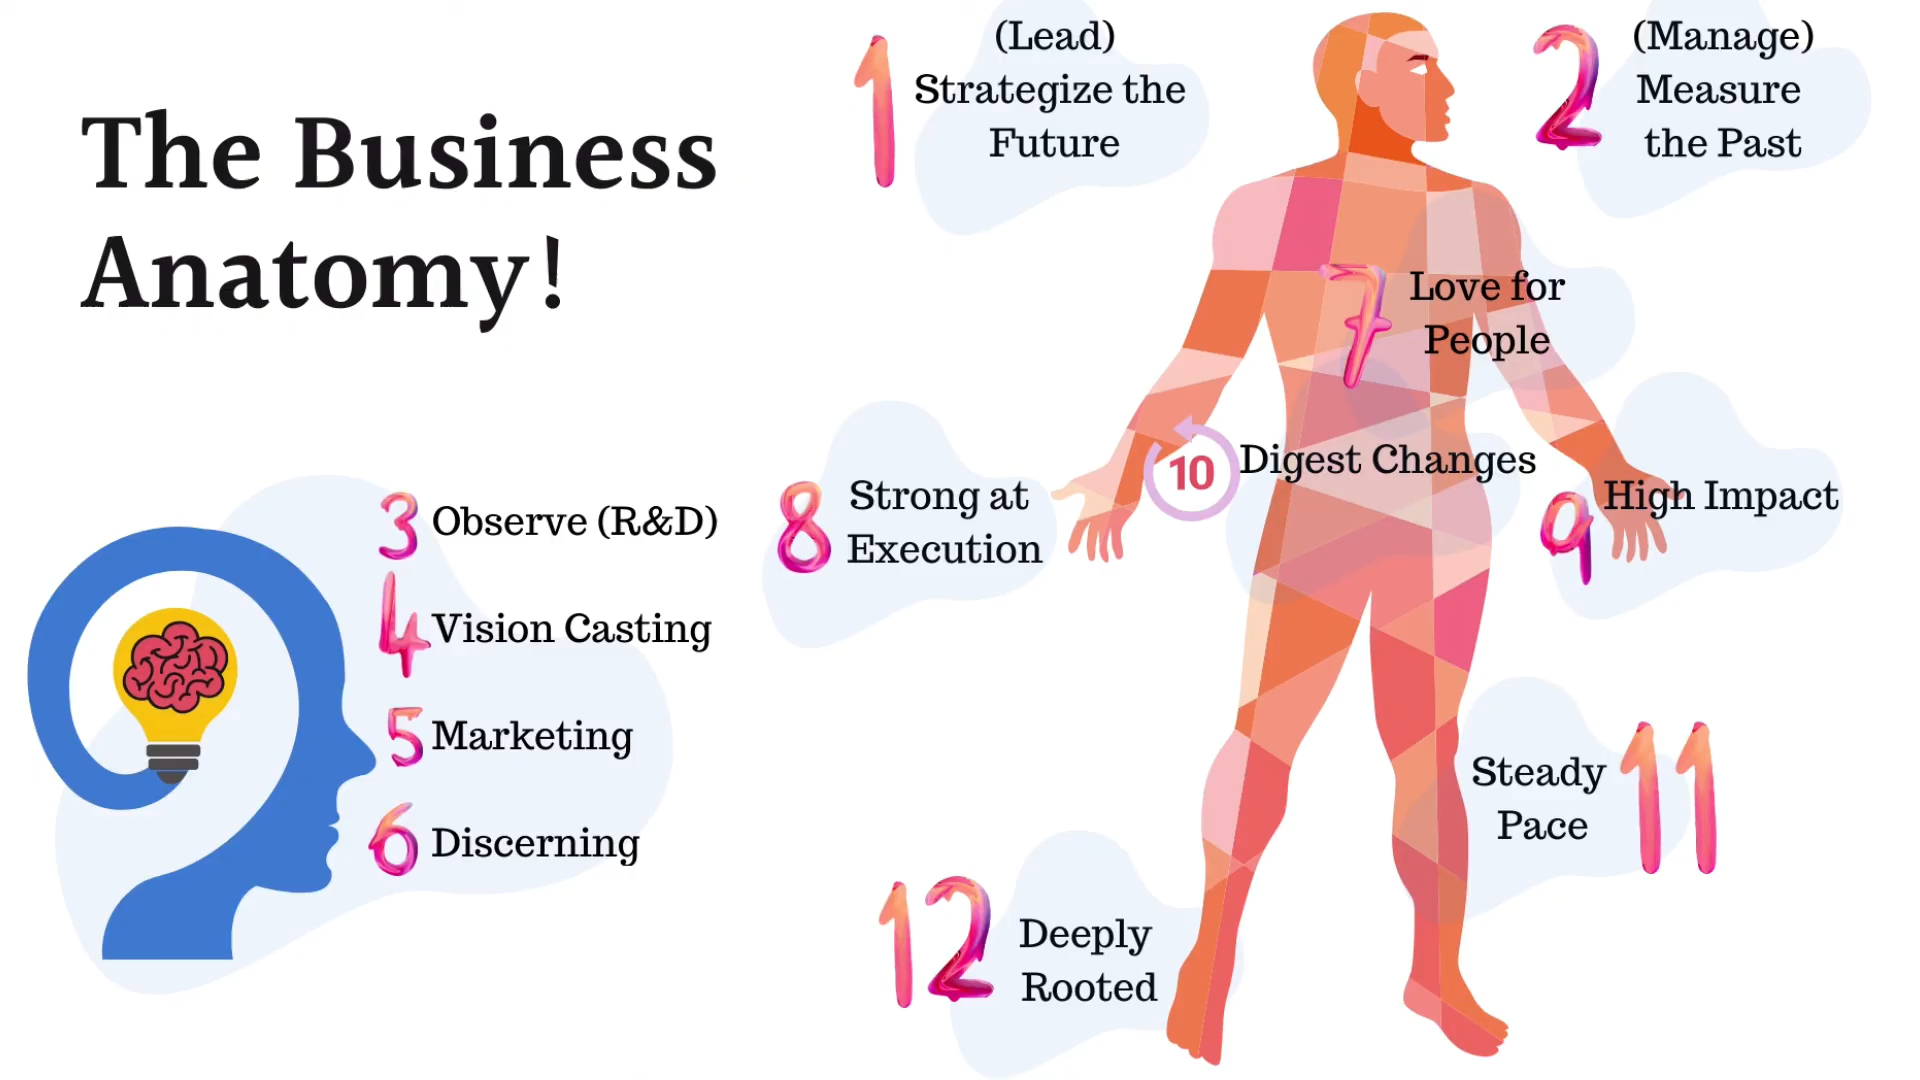 The Business
Anatomy!
1
(Lead)
Strategize the
Future
2
(Manage)
Measure
the Past
3 Observe (R&D)
4 Vision Casting
5 Marketing
6 Discerning
7
Love for
People
8
Strong at
Execution
9 High Impact
10 Digest Changes
11
Steady
Pace
12
Deeply
Rooted